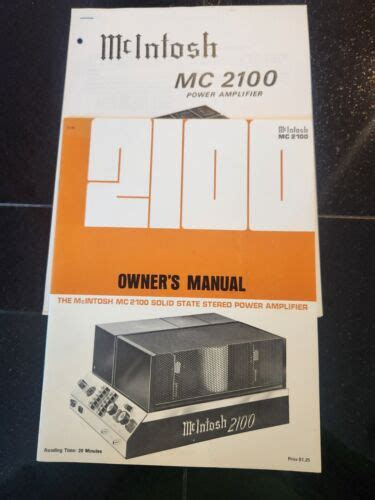 McIntosh
MC 2100
POWER AMPLIFIER
McIntosh
MC 2100
2100
OWNER'S MANUAL
THE McINTOSH MC 2100 SOLID STATE STEREO POWER AMPLIFIER
McIntosh 2100
Reading Time: 20 Minutes
Price $1.25